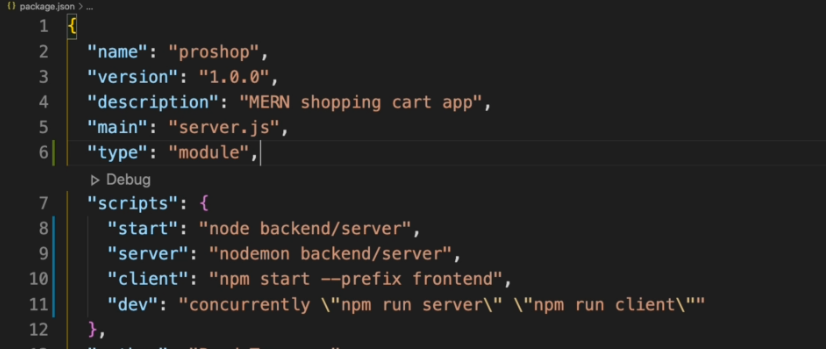 {} package.json > ...
1 {
2 "name": "proshop",
3 "version": "1.0.0",
4 "description": "MERN shopping cart app",
5 "main": "server.js",
6 "type": "module",
Debug
7 "scripts": {
8 "start": "node backend/server",
9 "server": "nodemon backend/server",
10 "client": "npm start --prefix frontend",
11 "dev": "concurrently \"npm run server\" \"npm run client\""
12 },